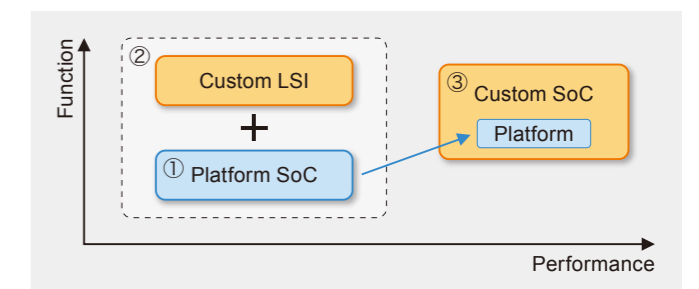 Function
②
Custom LSI
+
① Platform SoC
③ Custom SoC
Platform
Performance